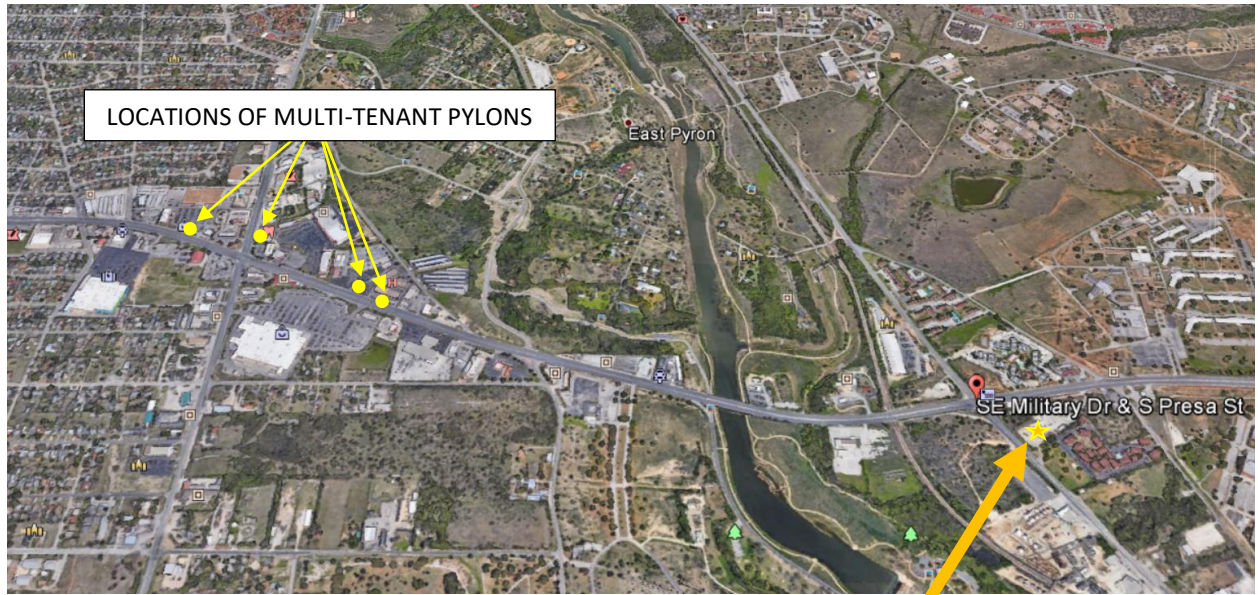 LOCATIONS OF MULTI-TENANT PYLONS
East Pyron
SE Military Dr & S Presa St